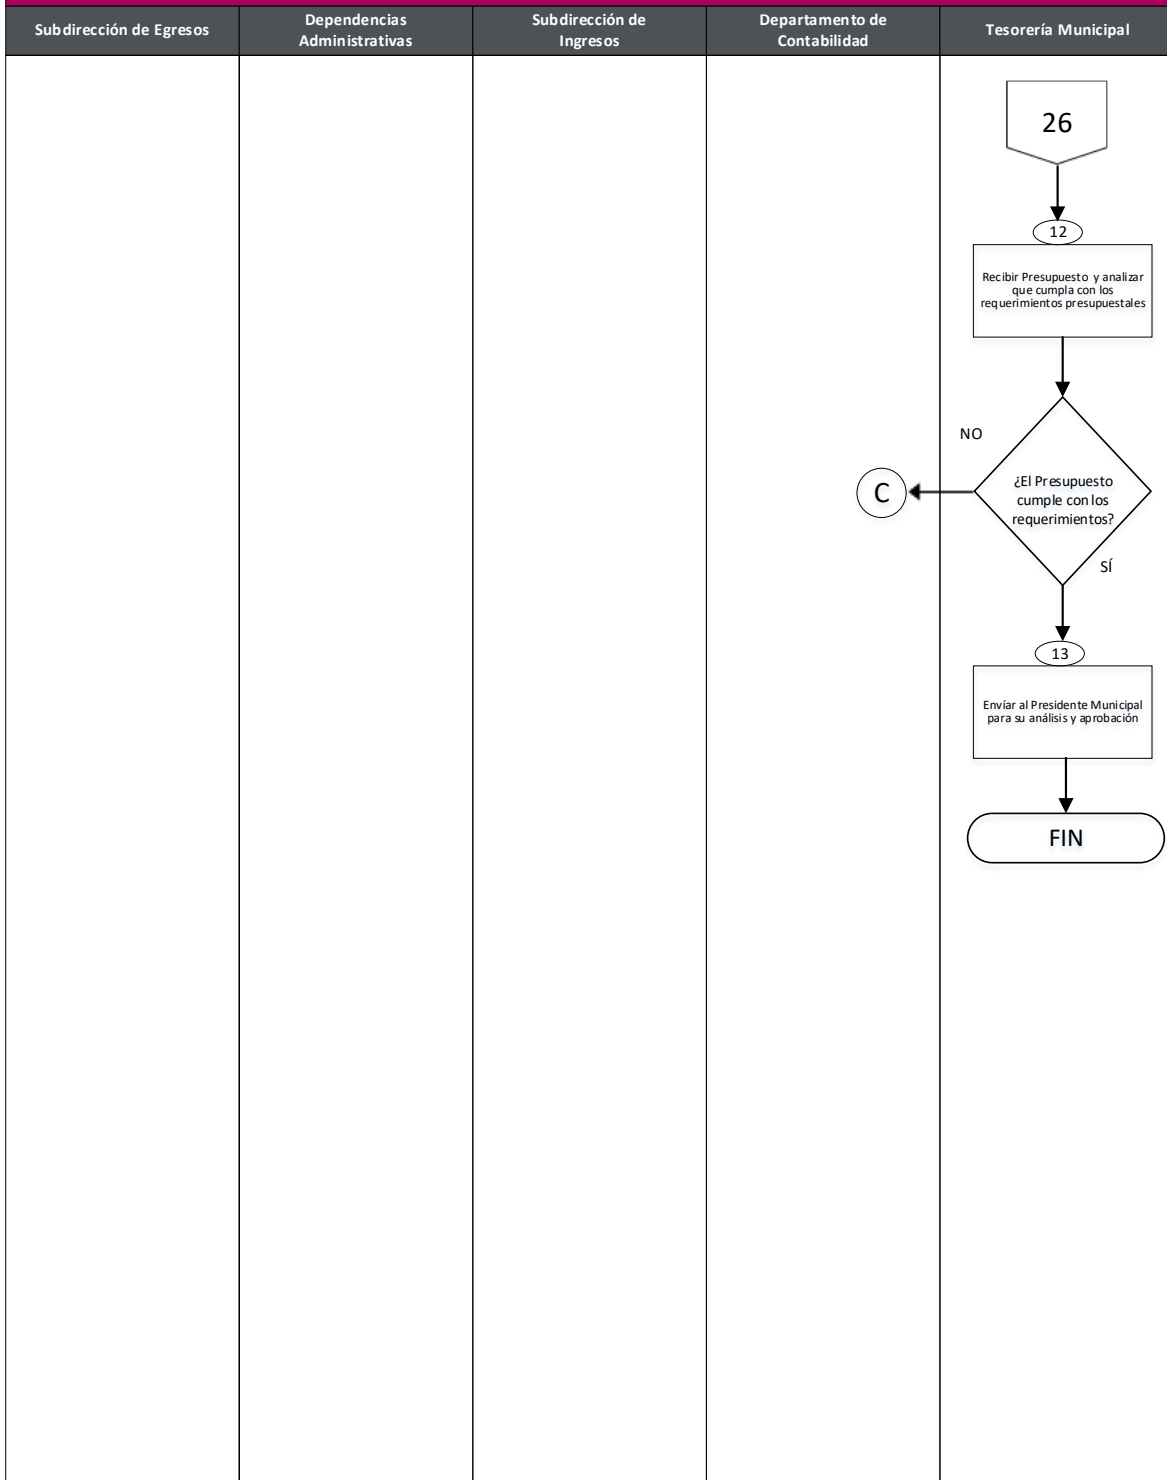 Subdirección de Egresos
Dependencias
Administrativas
Subdirección de
Ingresos
Departamento de
Contabilidad
Tesorería Municipal
26
12
Recibir Presupuesto y analizar
que cumpla con los
requerimientos presupuestales
NO
¿El Presupuesto
cumple con los
requerimientos?
C
SÍ
13
Envíar al Presidente Municipal
para su análisis y aprobación
FIN